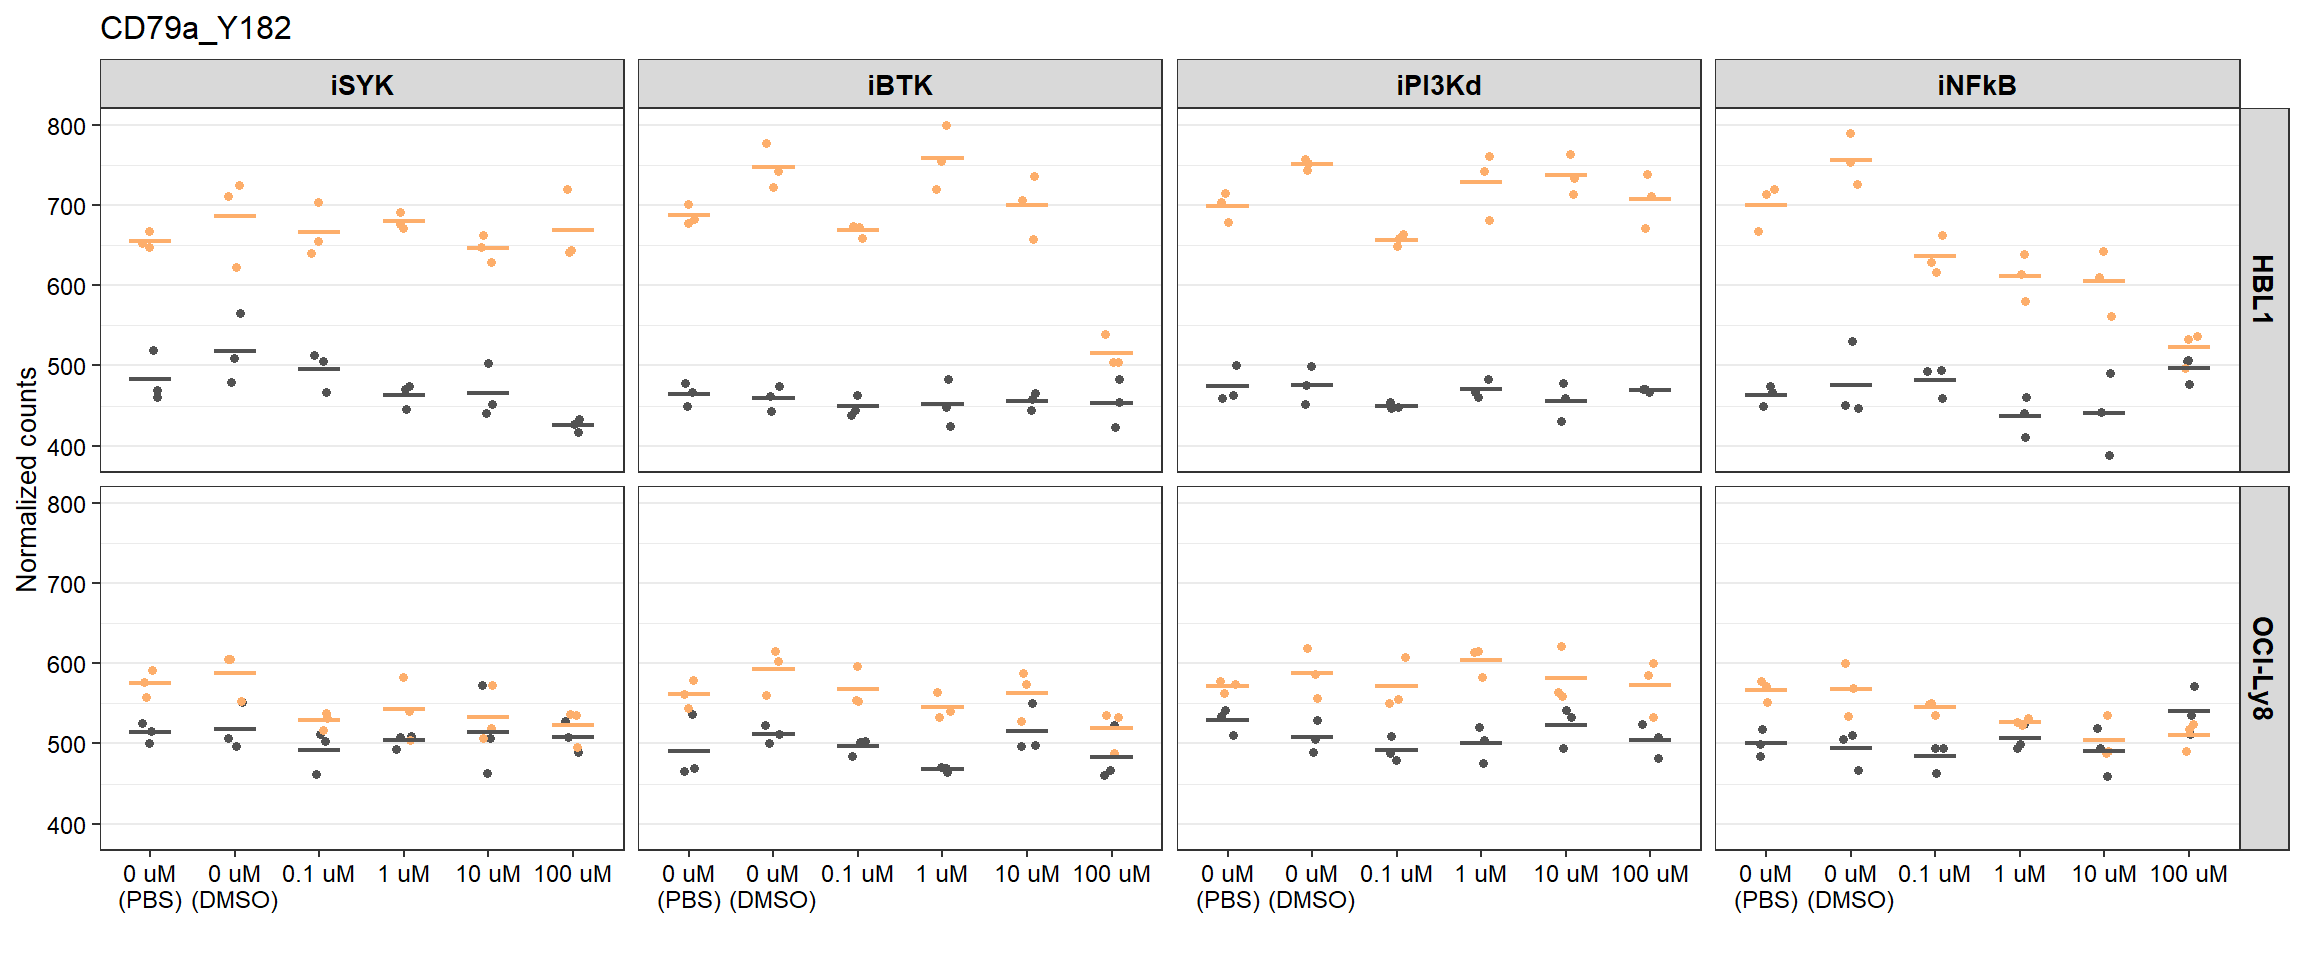 CD79a_Y182
iSYK
iBTK
iPI3Kd
iNFkB
Normalized counts
800
700
600
500
400
HBL1
800
700
600
500
400
OCI-Ly8
0 uM 0 uM 0.1 uM 1 uM 10 uM 100 uM
(PBS) (DMSO)
0 uM 0 uM 0.1 uM 1 uM 10 uM 100 uM
(PBS) (DMSO)
0 uM 0 uM 0.1 uM 1 uM 10 uM 100 uM
(PBS) (DMSO)
0 uM 0 uM 0.1 uM 1 uM 10 uM 100 uM
(PBS) (DMSO)